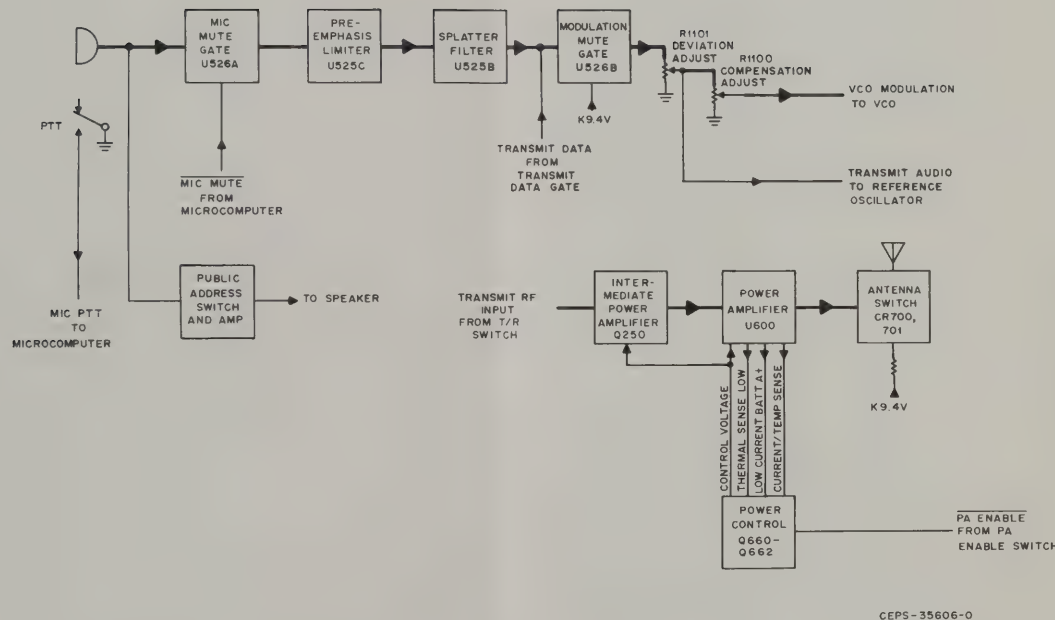 MIC
MUTE
GATE
U526A
PRE-
EMPHASIS
LIMITER
U525C
SPLATTER
FILTER
U525B
MODULATION
MUTE
GATE
U526B
R1101
DEVIATION
ADJUST
R1100
COMPENSATION
ADJUST
VCO MODULATION
TO VCO
PTT
K9.4V
MIC MUTE
FROM
MICROCOMPUTER
TRANSMIT DATA
FROM
TRANSMIT
DATA GATE
TRANSMIT AUDIO
TO REFERENCE
OSCILLATOR
MIC PTT
TO
MICROCOMPUTER
PUBLIC
ADDRESS
SWITCH
AND AMP
TO SPEAKER
TRANSMIT RF
INPUT
FROM T/R
SWITCH
INTER-
MEDIATE
POWER
AMPLIFIER
Q250
POWER
AMPLIFIER
U600
ANTENNA
SWITCH
CR700,
701
K9.4V
CONTROL VOLTAGE
THERMAL SENSE LOW
LOW CURRENT BATT A+
CURRENT/TEMP SENSE
POWER
CONTROL
Q660-
Q662
PA ENABLE
FROM PA
ENABLE SWITCH
CEPS-35606-O